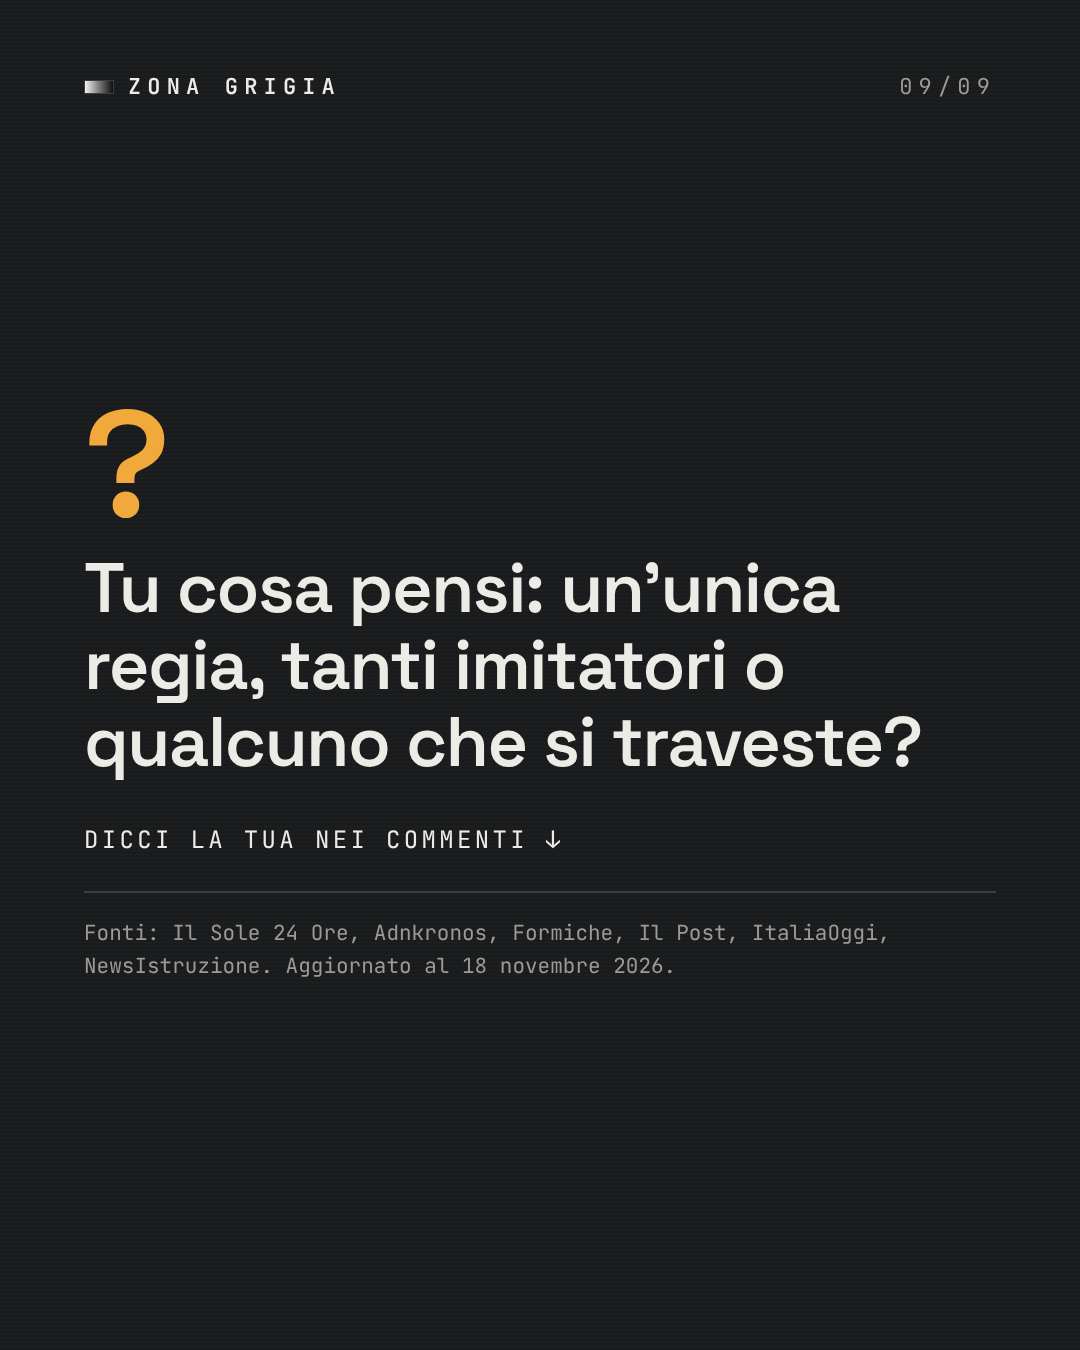 ZONA GRIGIA
09/09
?
Tu cosa pensi: un’unica
regia, tanti imitatori o
qualcuno che si traveste?
DICCI LA TUA NEI COMMENTI ↓
Fonti: Il Sole 24 Ore, Adnkronos, Formiche, Il Post, ItaliaOggi,
NewsIstruzione. Aggiornato al 18 novembre 2026.